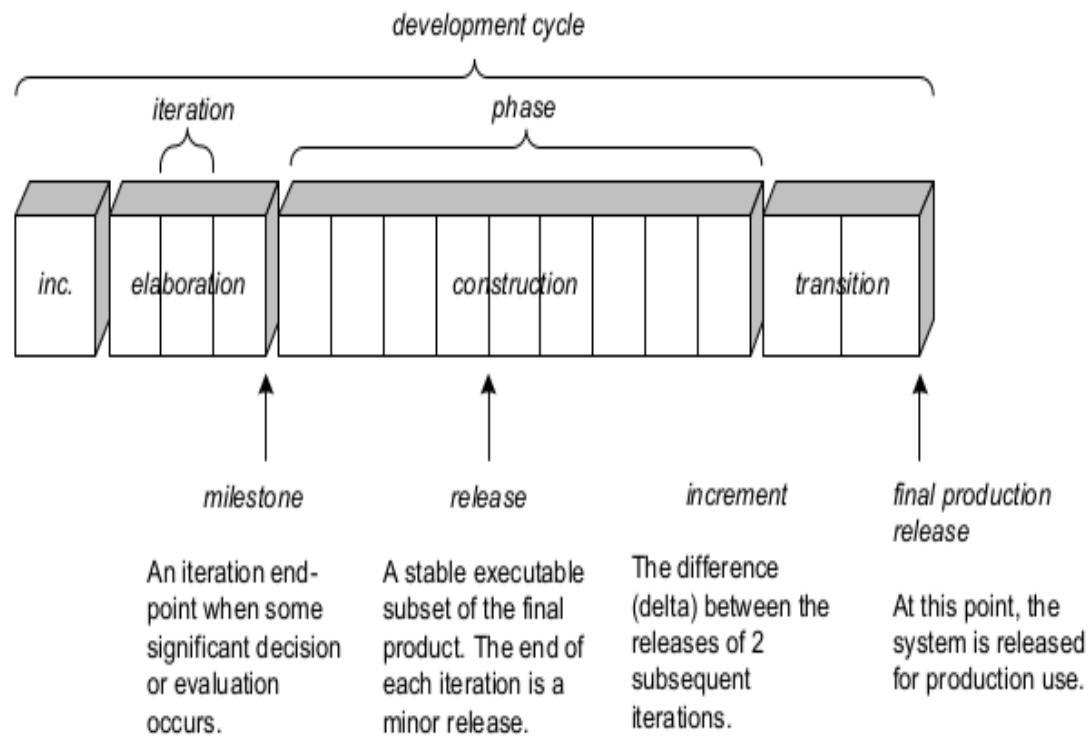 development cycle
iteration
phase
inc.
elaboration
construction
transition
milestone
An iteration end-
point when some
significant decision
or evaluation
occurs.
release
A stable executable
subset of the final
product. The end of
each iteration is a
minor release.
increment
The difference
(delta) between the
releases of 2
subsequent
iterations.
final production
release
At this point, the
system is released
for production use.